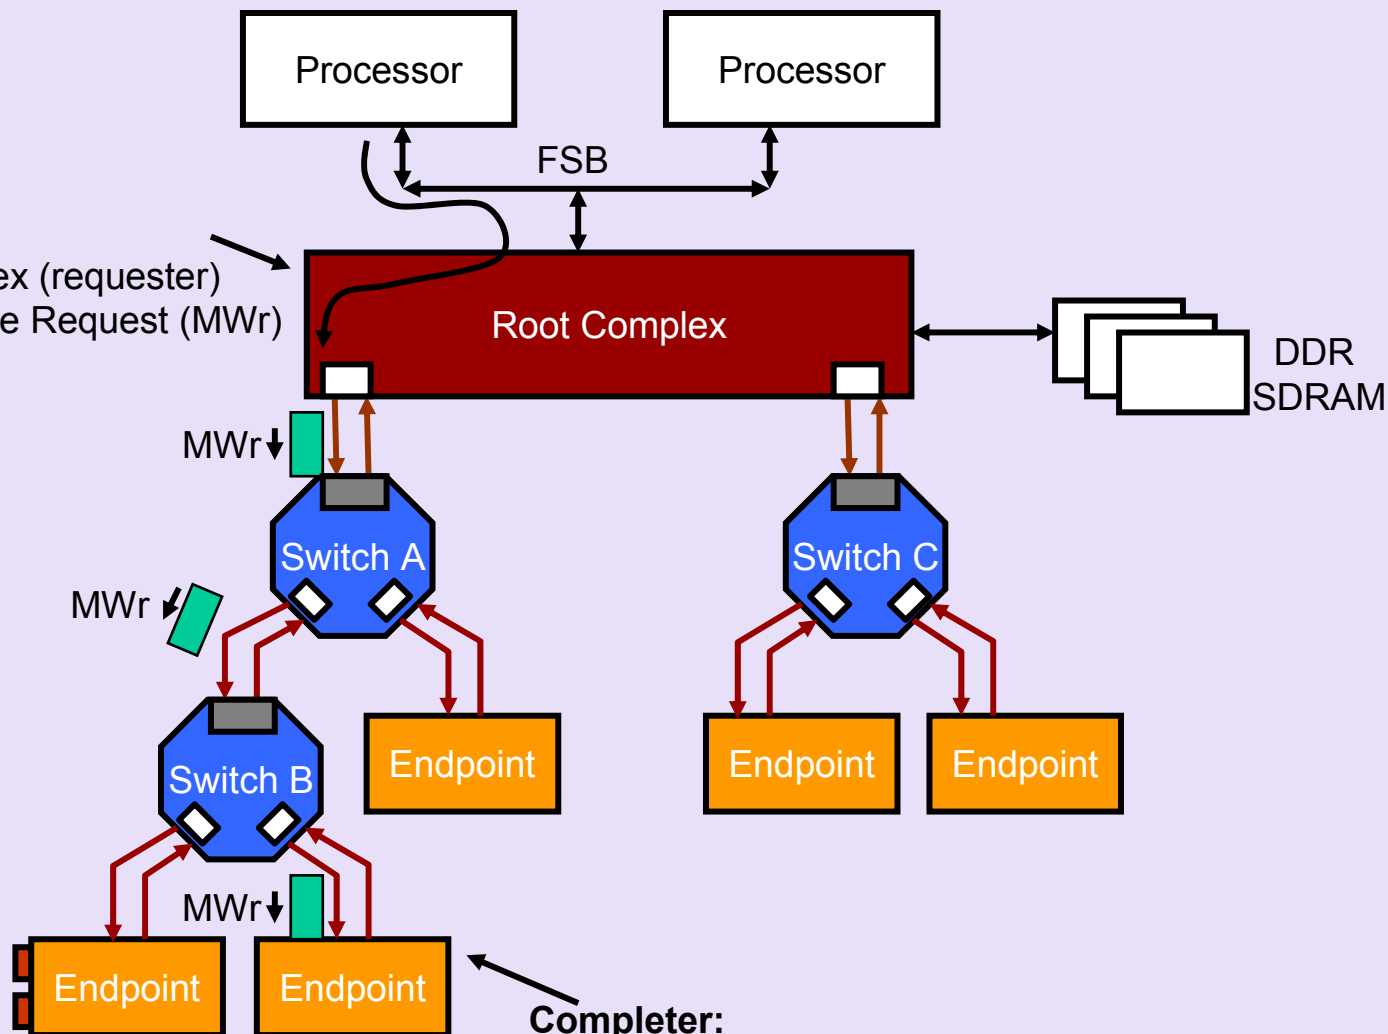 Processor
Processor
FSB
ex (requester)
e Request (MWr)
Root Complex
DDR
SDRAM
MWr
Switch A
Switch C
MWr
Endpoint
Endpoint
Endpoint
Switch B
MWr
Endpoint
Endpoint
Completer: